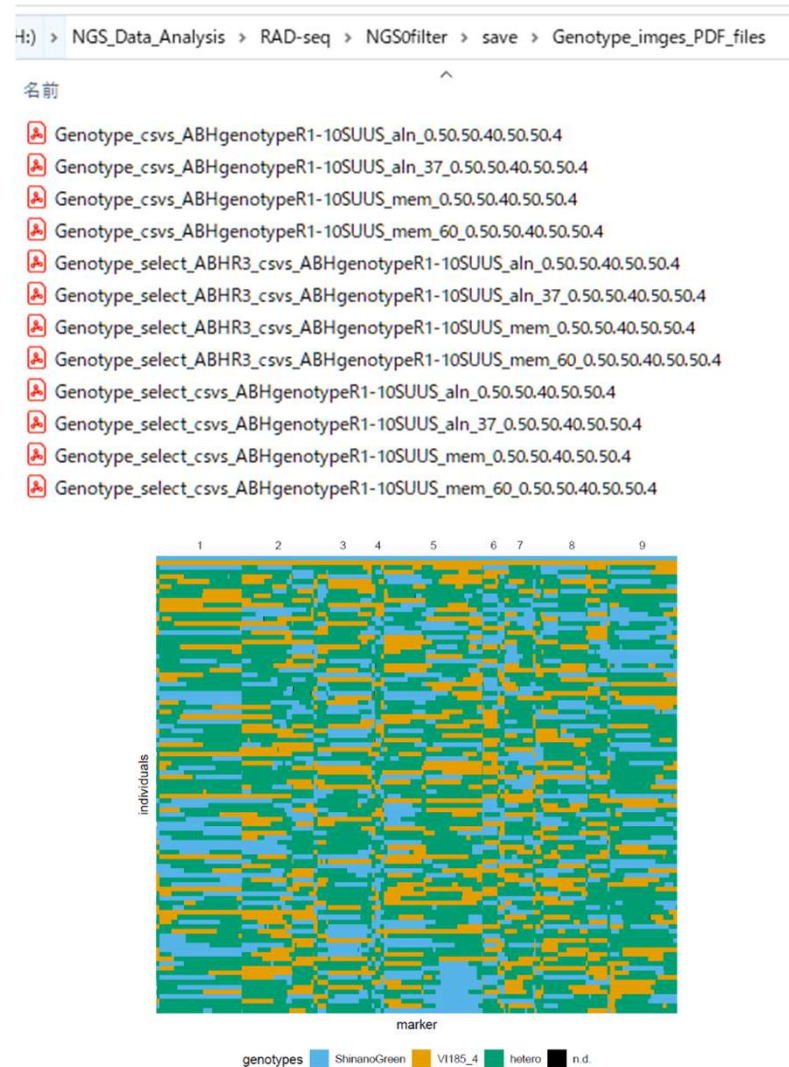 H:) > NGS_Data_Analysis > RAD-seq > NGS0filter > save > Genotype_imges_PDF_files
名前
Genotype_csvs_ABHgenotypeR1-10SUUS_aln_0.50.50.40.50.50.4
Genotype_csvs_ABHgenotypeR1-10SUUS_aln_37_0.50.50.40.50.50.4
Genotype_csvs_ABHgenotypeR1-10SUUS_mem_0.50.50.40.50.50.4
Genotype_csvs_ABHgenotypeR1-10SUUS_mem_60_0.50.50.40.50.50.4
Genotype_select_ABHR3_csvs_ABHgenotypeR1-10SUUS_aln_0.50.50.40.50.50.4
Genotype_select_ABHR3_csvs_ABHgenotypeR1-10SUUS_aln_37_0.50.50.40.50.50.4
Genotype_select_ABHR3_csvs_ABHgenotypeR1-10SUUS_mem_0.50.50.40.50.50.4
Genotype_select_ABHR3_csvs_ABHgenotypeR1-10SUUS_mem_60_0.50.50.40.50.50.4
Genotype_select_csvs_ABHgenotypeR1-10SUUS_aln_0.50.50.40.50.50.4
Genotype_select_csvs_ABHgenotypeR1-10SUUS_aln_37_0.50.50.40.50.50.4
Genotype_select_csvs_ABHgenotypeR1-10SUUS_mem_0.50.50.40.50.50.4
Genotype_select_csvs_ABHgenotypeR1-10SUUS_mem_60_0.50.50.40.50.50.4
1 2 3 4 5 6 7 8 9
individuals
marker
genotypes ShinanoGreen VI185_4 hetero n.d.